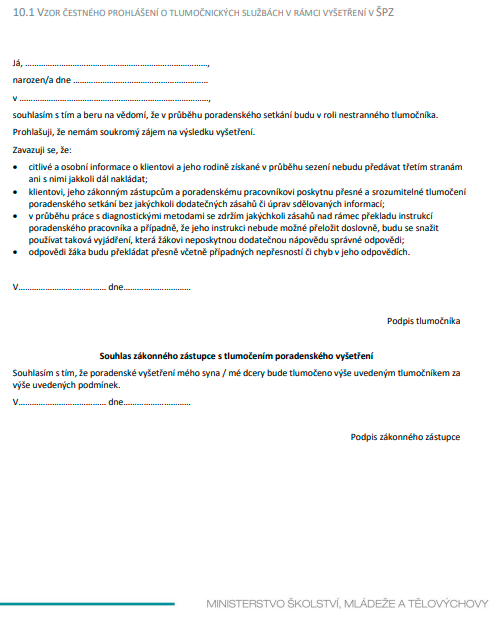 10.1 VZOR ČESTNÉHO PROHLÁŠENÍ O TLUMOČNICKÝCH SLUŽBÁCH V RÁMCI VYŠETŘENÍ V ŠPZ
Já, ……………………………………………………………………,
narozen/a dne ………………………………………………
v ……………………………………………………………………,
souhlasím s tím a beru na vědomí, že v průběhu poradenského setkání budu v roli nestranného tlumočníka.
Prohlašuji, že nemám soukromý zájem na výsledku vyšetření.
Zavazuji se, že:
• citlivé a osobní informace o klientovi a jeho rodině získané v průběhu sezení nebudu předávat třetím stranám
ani s nimi jakkoli dál nakládat;
• klientovi, jeho zákonným zástupcům a poradenskému pracovníkovi poskytnu přesné a srozumitelné tlumočení
poradenského setkání bez jakýchkoli dodatečných zásahů či úprav sdělovaných informací;
• v průběhu práce s diagnostickými metodami se zdržím jakýchkoli zásahů nad rámec překladu instrukcí
poradenského pracovníka a případně, že jeho instrukci nebude možné přeložit doslovně, budu se snažit
používat taková vyjádření, která žákovi neposkytnou dodatečnou nápovědu správné odpovědi;
• odpovědi žáka budu překládat přesně včetně případných nepřesností či chyb v jeho odpovědích.
V………………………………… dne…………………………
Podpis tlumočníka
Souhlas zákonného zástupce s tlumočením poradenského vyšetření
Souhlasím s tím, že poradenské vyšetření mého syna / mé dcery bude tlumočeno výše uvedeným tlumočníkem za
výše uvedených podmínek.
V………………………………… dne…………………………
Podpis zákonného zástupce
MINISTERSTVO ŠKOLSTVÍ, MLÁDEŽE A TĚLOVÝCHOVY